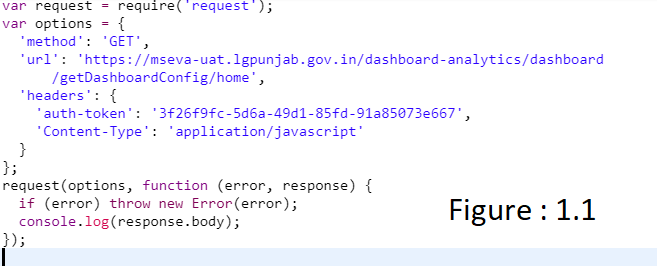 var request = require('request');
var options = {
  'method': 'GET',
  'url': 'https://mseva-uat.lgpunjab.gov.in/dashboard-analytics/dashboard
      /getDashboardConfig/home',
  'headers': {
    'auth-token': '3f26f9fc-5d6a-49d1-85fd-91a85073e667',
    'Content-Type': 'application/javascript'
  }
};
request(options, function (error, response) {
  if (error) throw new Error(error);
  console.log(response.body);
});
Figure : 1.1